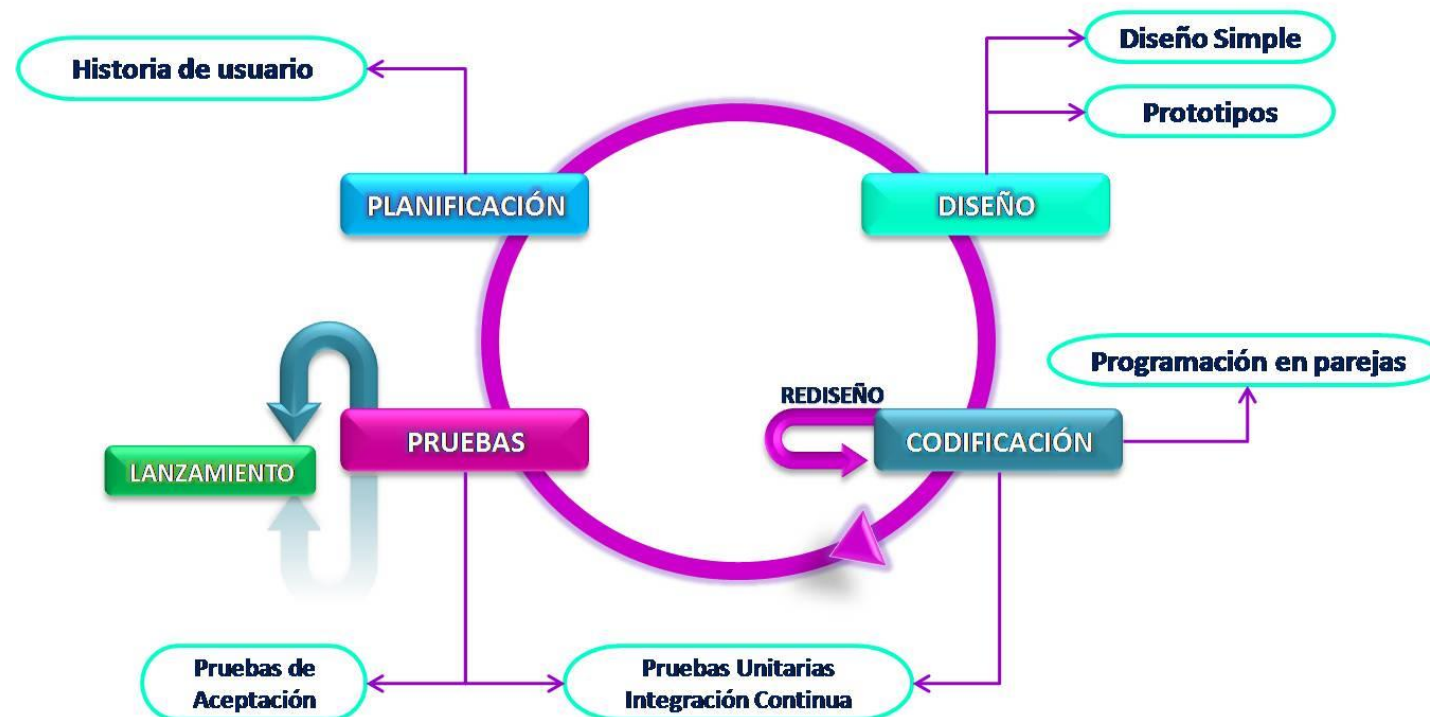 Diseño Simple
Historia de usuario
Prototipos
PLANIFICACIÓN
DISEÑO
Programación en parejas
REDISEÑO
PRUEBAS
CODIFICACIÓN
LANZAMIENTO
Pruebas de
Aceptación
Pruebas Unitarias
Integración Continua